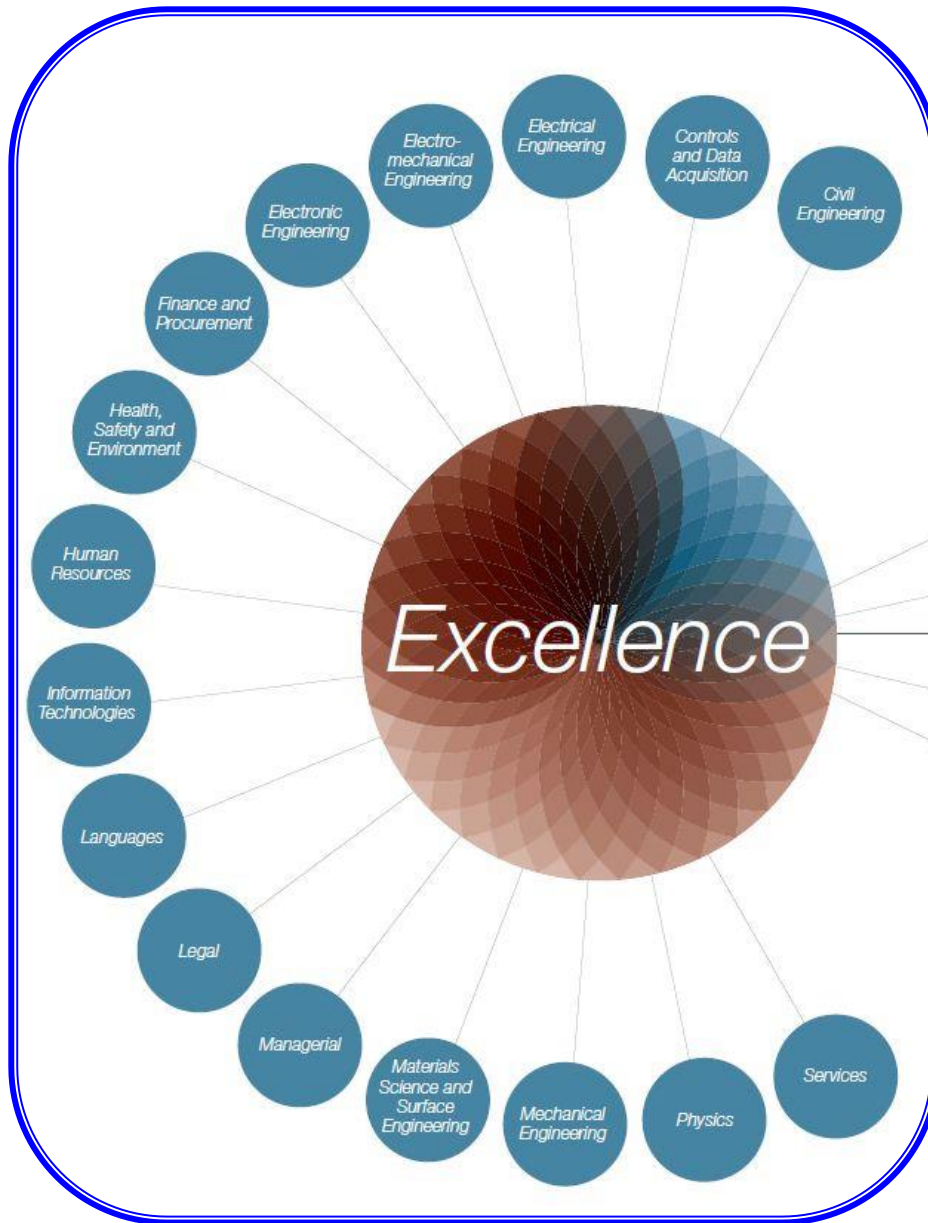 Electrical
Engineering
Controls
and Data
Acquisition
Electro-
mechanical
Engineering
Civil
Engineering
Electronic
Engineering
Finance and
Procurement
Health,
Safety and
Environment
Human
Resources
Excellence
Information
Technologies
Languages
Legal
Managerial
Materials
Science and
Surface
Engineering
Mechanical
Engineering
Physics
Services